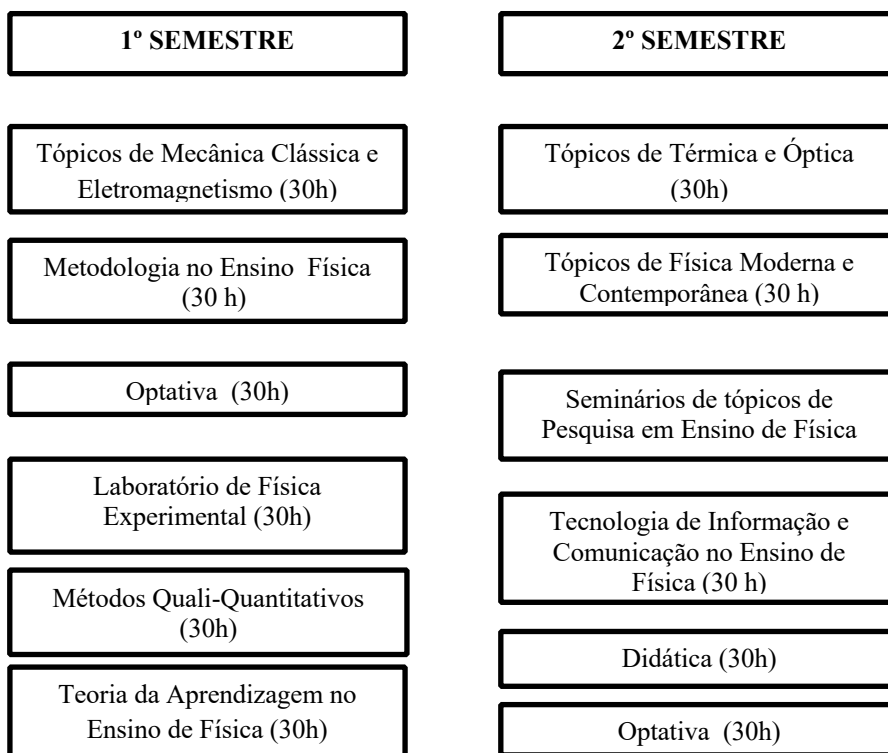 1º SEMESTRE
Tópicos de Mecânica Clássica e
Eletromagnetismo (30h)
Metodologia no Ensino  Física
(30 h)
Optativa  (30h)
Laboratório de Física
Experimental (30h)
Métodos Quali-Quantitativos
(30h)
Teoria da Aprendizagem no
Ensino de Física (30h)
2º SEMESTRE
Tópicos de Térmica e Óptica
(30h)
Tópicos de Física Moderna e
Contemporânea (30 h)
Seminários de tópicos de
Pesquisa em Ensino de Física
Tecnologia de Informação e
Comunicação no Ensino de
Física (30 h)
Didática (30h)
Optativa  (30h)